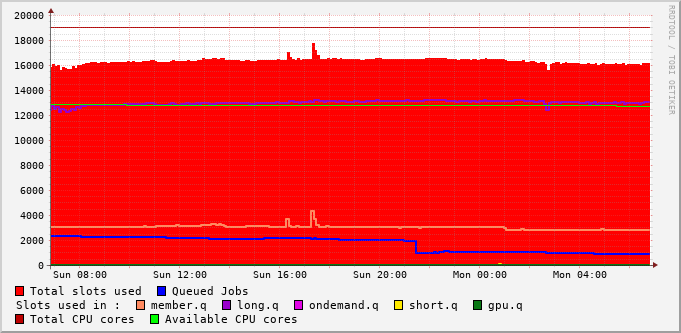 20000
18000
16000
14000
12000
10000
8000
6000
4000
2000
0
Sun 08:00 Sun 12:00 Sun 16:00 Sun 20:00 Mon 00:00 Mon 04:00
RRDTOOL / TOBI OETIKER
Total slots used Queued Jobs
Slots used in : member.q long.q ondemand.q short.q gpu.q
Total CPU cores Available CPU cores